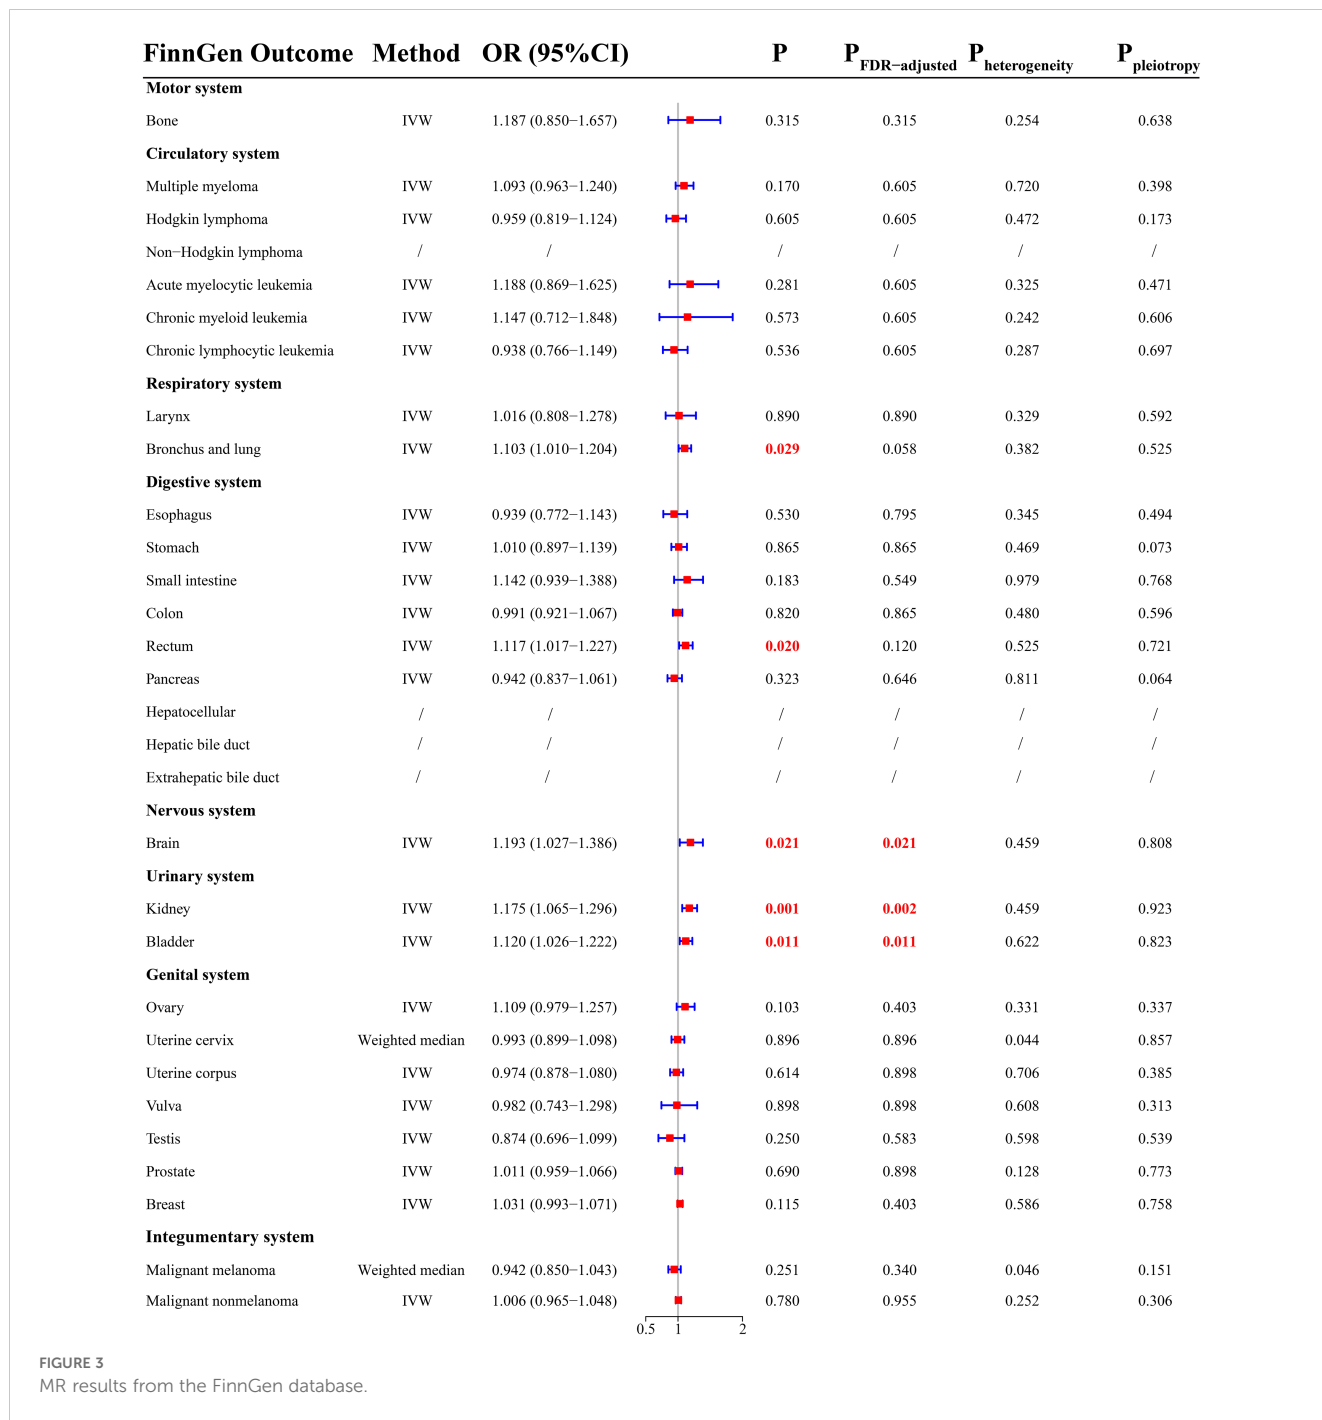 FinnGen Outcome Method OR (95%CI) P P FDR−adjusted P heterogeneity P pleiotropy
Motor system
Bone IVW 1.187 (0.850−1.657) 0.315 0.315 0.254 0.638
Circulatory system
Multiple myeloma IVW 1.093 (0.963−1.240) 0.170 0.605 0.720 0.398
Hodgkin lymphoma IVW 0.959 (0.819−1.124) 0.605 0.605 0.472 0.173
Non−Hodgkin lymphoma / / / / / /
Acute myelocytic leukemia IVW 1.188 (0.869−1.625) 0.281 0.605 0.325 0.471
Chronic myeloid leukemia IVW 1.147 (0.712−1.848) 0.573 0.605 0.242 0.606
Chronic lymphocytic leukemia IVW 0.938 (0.766−1.149) 0.536 0.605 0.287 0.697
Respiratory system
Larynx IVW 1.016 (0.808−1.278) 0.890 0.890 0.329 0.592
Bronchus and lung IVW 1.103 (1.010−1.204) 0.029 0.058 0.382 0.525
Digestive system
Esophagus IVW 0.939 (0.772−1.143) 0.530 0.795 0.345 0.494
Stomach IVW 1.010 (0.897−1.139) 0.865 0.865 0.469 0.073
Small intestine IVW 1.142 (0.939−1.388) 0.183 0.549 0.979 0.768
Colon IVW 0.991 (0.921−1.067) 0.820 0.865 0.480 0.596
Rectum IVW 1.117 (1.017−1.227) 0.020 0.120 0.525 0.721
Pancreas IVW 0.942 (0.837−1.061) 0.323 0.646 0.811 0.064
Hepatocellular / / / / / /
Hepatic bile duct / / / / / /
Extrahepatic bile duct / / / / / /
Nervous system
Brain IVW 1.193 (1.027−1.386) 0.021 0.021 0.459 0.808
Urinary system
Kidney IVW 1.175 (1.065−1.296) 0.001 0.002 0.459 0.923
Bladder IVW 1.120 (1.026−1.222) 0.011 0.011 0.622 0.823
Genital system
Ovary IVW 1.109 (0.979−1.257) 0.103 0.403 0.331 0.337
Uterine cervix Weighted median 0.993 (0.899−1.098) 0.896 0.896 0.044 0.857
Uterine corpus IVW 0.974 (0.878−1.080) 0.614 0.898 0.706 0.385
Vulva IVW 0.982 (0.743−1.298) 0.898 0.898 0.608 0.313
Testis IVW 0.874 (0.696−1.099) 0.250 0.583 0.598 0.539
Prostate IVW 1.011 (0.959−1.066) 0.690 0.898 0.128 0.773
Breast IVW 1.031 (0.993−1.071) 0.115 0.403 0.586 0.758
Integumentary system
Malignant melanoma Weighted median 0.942 (0.850−1.043) 0.251 0.340 0.046 0.151
Malignant nonmelanoma IVW 1.006 (0.965−1.048) 0.780 0.955 0.252 0.306
0.5 1 2
FIGURE 3
MR results from the FinnGen database.